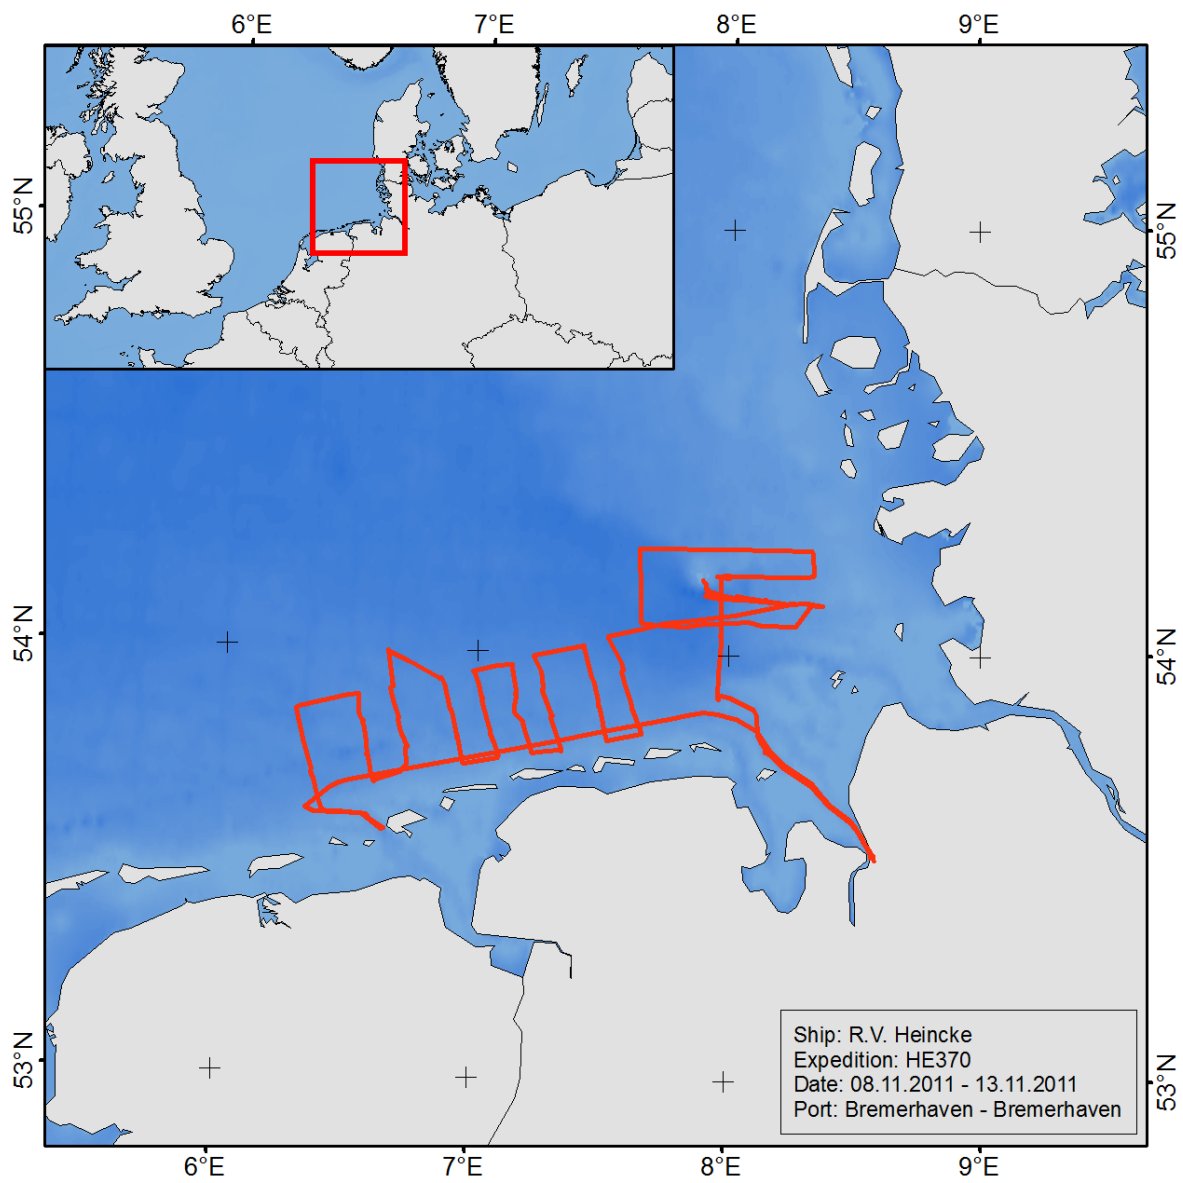 6°E 7°E 8°E 9°E
55°N 55°N
54°N 54°N
53°N 53°N
Ship: R.V. Heincke
Expedition: HE370
Date: 08.11.2011 - 13.11.2011
Port: Bremerhaven - Bremerhaven
6°E 7°E 8°E 9°E